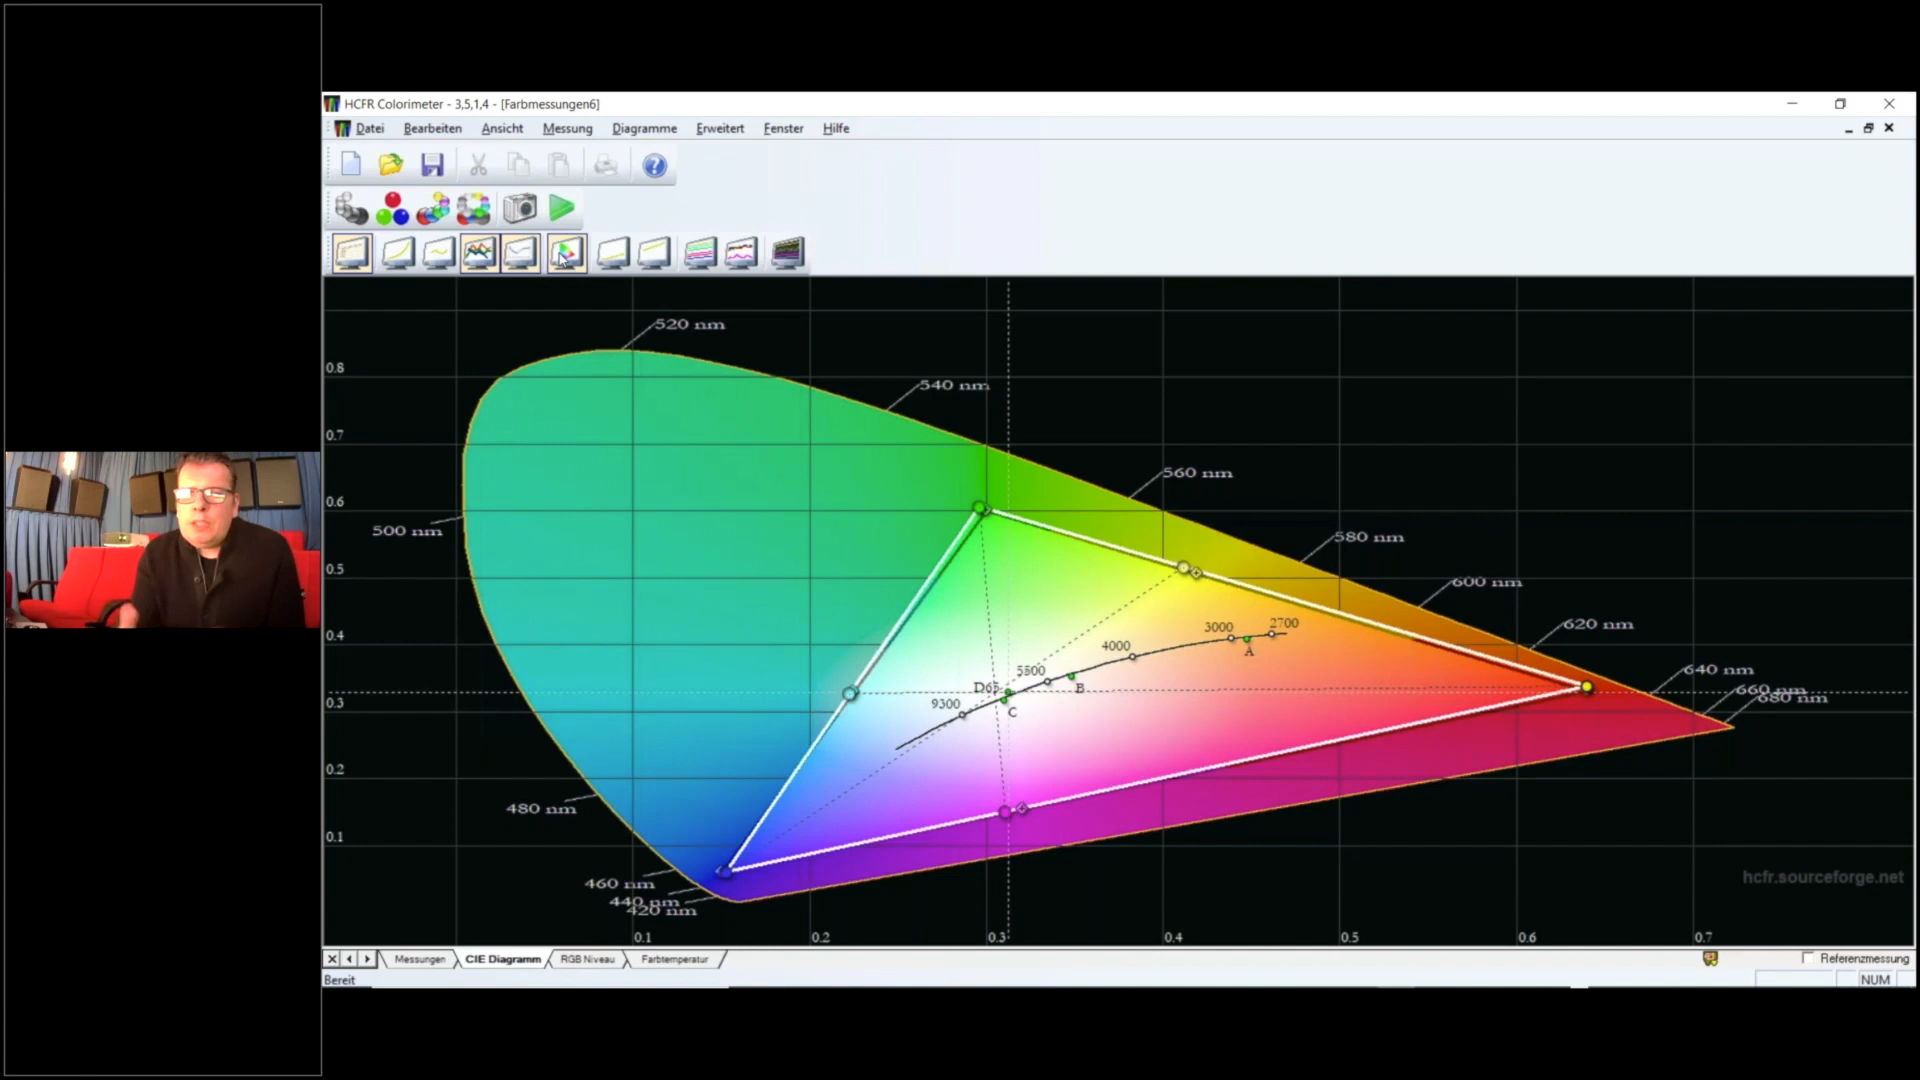 HCFR Colorimeter - 3,5,1,4 - [Farbmessungen6]
Datei Bearbeiten Ansicht Messung Diagramme Erweitert Fenster Hilfe
520 nm
0.8
540 nm
0.7
560 nm
0.6
500 nm
580 nm
0.5
600 nm
3000 2700
620 nm
0.4
4000
A
5500
640 nm
D65
B
660 nm
680 nm
0.3
9300
C
0.2
480 nm
0.1
hcfr.sourceforge.net
460 nm
440 nm
420 nm
0.1 0.2 0.3 0.4 0.5 0.6 0.7
Messungen CIE Diagramm RGB Niveau Farbtemperatur Referenzmessung
Bereit NUM